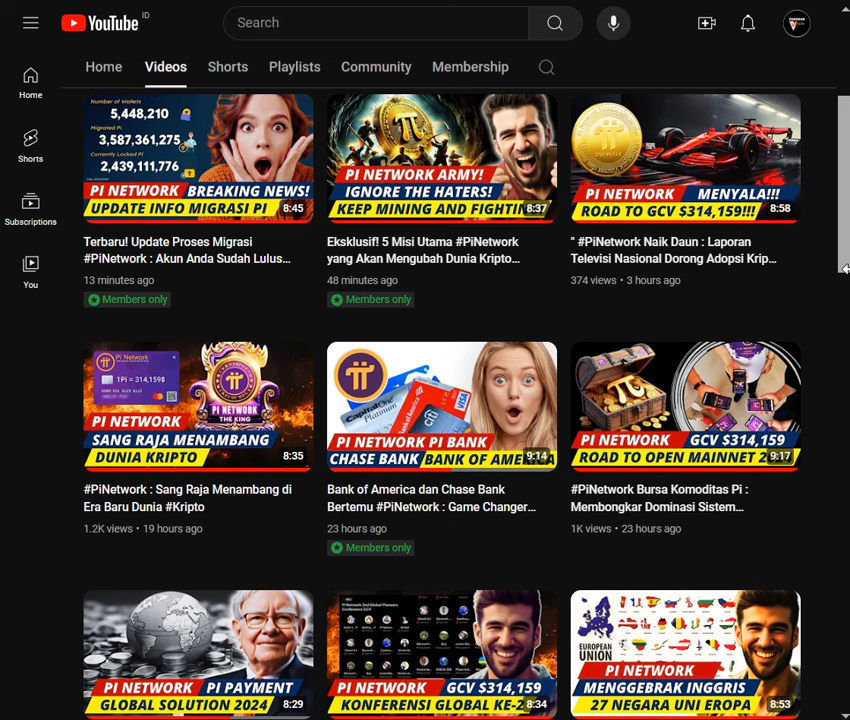 YouTube ID
Search
Home Videos Shorts Playlists Community Membership
Home
Shorts
Subscriptions
You
Number of Wallets
5,448,210
Migrated Pi
3,587,361,275
Currently Locked Pi
2,439,111,776
PI NETWORK BREAKING NEWS!
UPDATE INFO MIGRASI PI
8:45
Terbaru! Update Proses Migrasi
#PiNetwork : Akun Anda Sudah Lulus...
13 minutes ago
Members only
PI NETWORK ARMY!
IGNORE THE HATERS!
KEEP MINING AND FIGHTIN
8:37
Eksklusif! 5 Misi Utama #PiNetwork
yang Akan Mengubah Dunia Kripto...
48 minutes ago
Members only
PI NETWORK MENYALA!!!
ROAD TO GCV $314,159!!!
8:58
" #PiNetwork Naik Daun : Laporan
Televisi Nasional Dorong Adopsi Krip...
374 views • 3 hours ago
Pi Network
1Pi = 314,159$
PI NETWORK
THE KING
PI NETWORK
SANG RAJA MENAMBANG
DUNIA KRIPTO
8:35
#PiNetwork : Sang Raja Menambang di
Era Baru Dunia #Kripto
1.2K views • 19 hours ago
CapitalOne
Platinum
Bank of America
citi
VISA
PI NETWORK PI BANK
CHASE BANK BANK OF AMERICA
9:14
Bank of America dan Chase Bank
Bertemu #PiNetwork : Game Changer...
23 hours ago
Members only
PI NETWORK GCV $314,159
ROAD TO OPEN MAINNET 2
9:17
#PiNetwork Bursa Komoditas Pi :
Membongkar Dominasi Sistem...
1K views • 23 hours ago
PI NETWORK PI PAYMENT
GLOBAL SOLUTION 2024
8:29
PI NETWORK GCV $314,159
KONFERENSI GLOBAL KE-2
8:34
EUROPEAN
UNION
PI NETWORK
MENGGEBRAK INGGRIS
27 NEGARA UNI EROPA
8:53